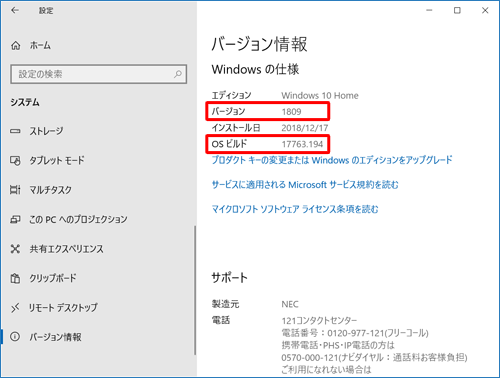 設定
ホーム
設定の検索
システム
ストレージ
タブレット モード
マルチタスク
この PC へのプロジェクション
共有エクスペリエンス
クリップボード
リモート デスクトップ
バージョン情報
バージョン情報
Windows の仕様
エディション Windows 10 Home
バージョン 1809
インストール日 2018/12/17
OS ビルド 17763.194
プロダクト キーの変更または Windows のエディションをアップグレード
サービスに適用される Microsoft サービス規約を読む
マイクロソフト ソフトウェア ライセンス条項を読む
サポート
製造元 NEC
電話 121コンタクトセンター
電話番号：0120-977-121(フリーコール)
携帯電話・PHS・IP電話の方は
0570-000-121(ナビダイヤル：通話料お客様負担)
ご利用になれない場合は